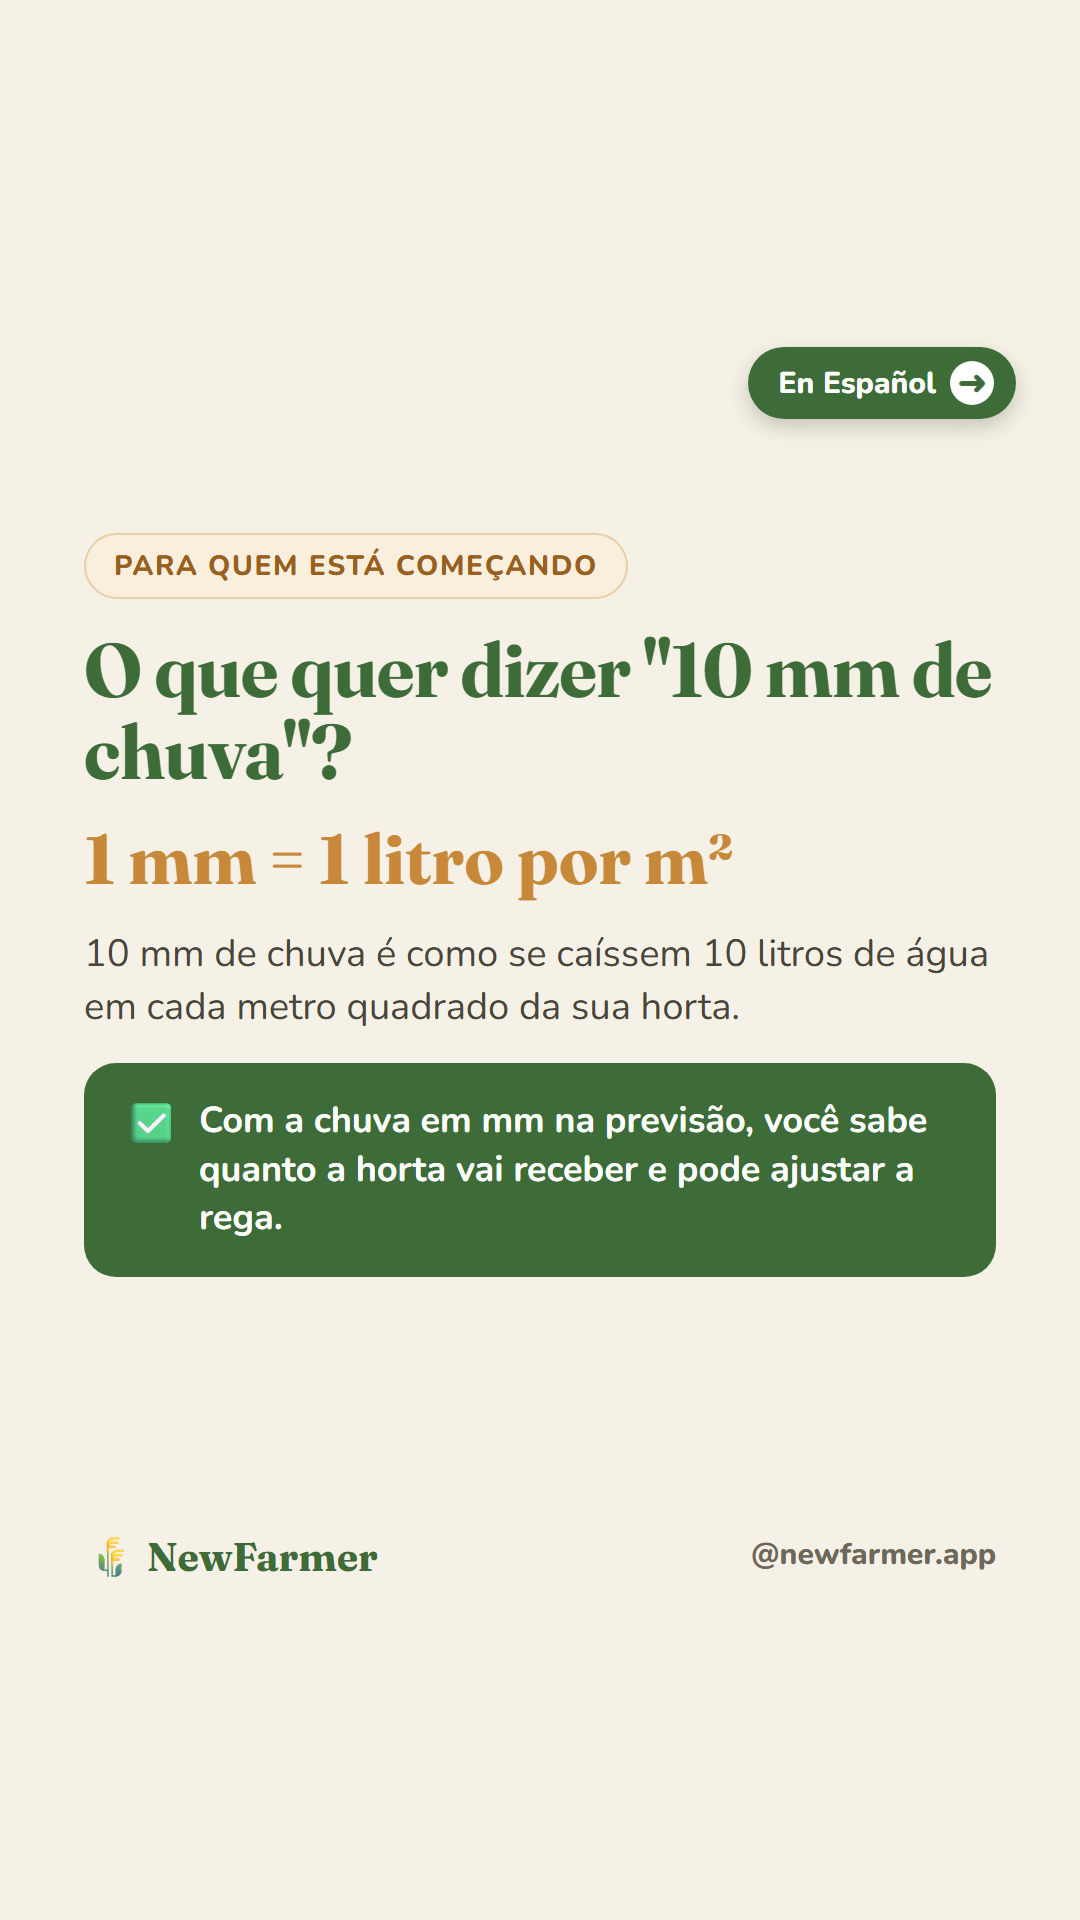 En Español
PARA QUEM ESTÁ COMEÇANDO
O que quer dizer "10 mm de
chuva"?
1 mm = 1 litro por m²
10 mm de chuva é como se caíssem 10 litros de água
em cada metro quadrado da sua horta.
Com a chuva em mm na previsão, você sabe
quanto a horta vai receber e pode ajustar a
rega.
NewFarmer
@newfarmer.app